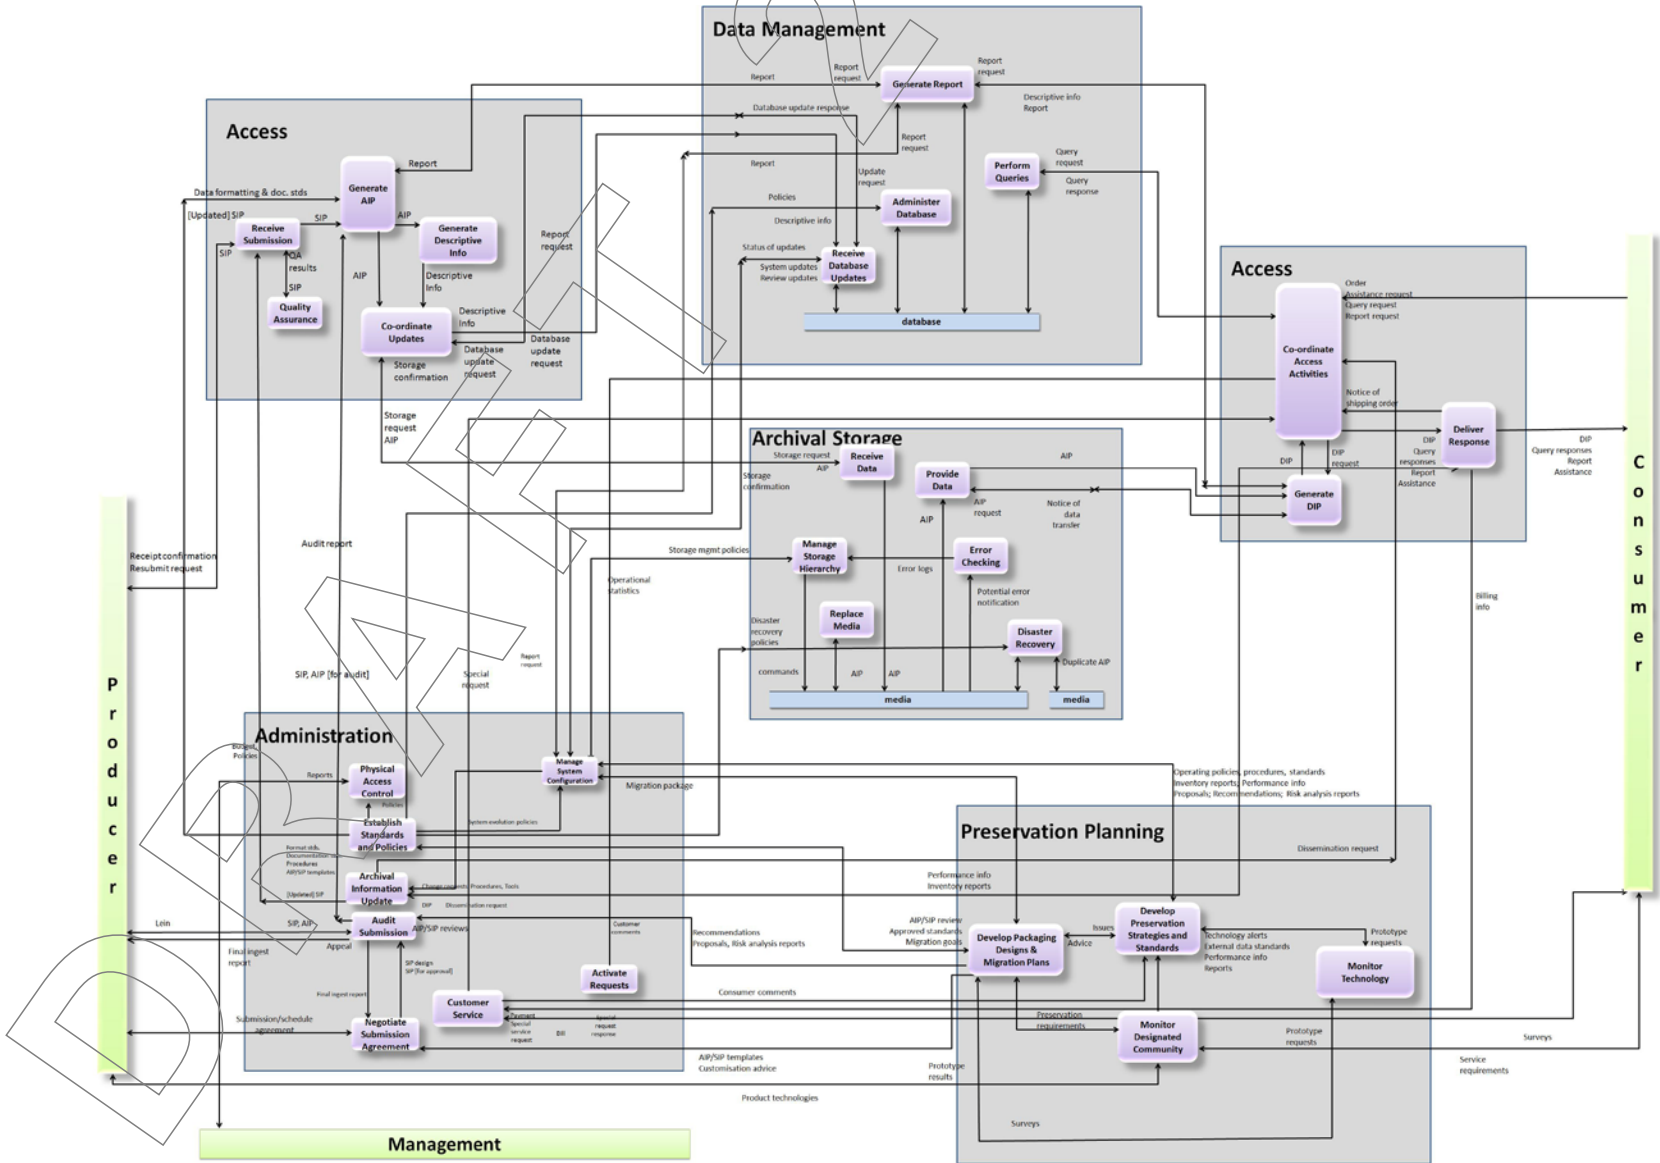 Data Management
Report
Report
request
Generate Report
Report
request
Descriptive info
Report
Database update response
Report
request
Report
Perform
Queries
Query
request
Query
response
Update
request
Policies
Administer
Database
Descriptive info
Status of updates
System updates
Review updates
Receive
Database
Updates
database
Access
Report
Generate
AIP
Data formatting & doc. stds
[Updated] SIP
SIP
AIP
Receive
Submission
Generate
Descriptive
Info
SIP
QA
results
SIP
AIP
Descriptive
Info
Quality
Assurance
Co-ordinate
Updates
Descriptive
Info
Database
update
request
Storage
confirmation
Report
request
Database
update
request
Storage
request
AIP
Access
Order
Assistance request
Query request
Report request
Co-ordinate
Access
Activities
Notice of
shipping order
Deliver
Response
DIP
DIP
request
DIP
Query
responses
Report
Assistance
Generate
DIP
DIP
Query responses
Report
Assistance
Consumer
Archival Storage
Storage request
AIP
Receive
Data
Storage
confirmation
Provide
Data
AIP
AIP
request
Notice of
data
transfer
AIP
Storage mgmt policies
Manage
Storage
Hierarchy
Error logs
Error
Checking
Potential error
notification
Operational
statistics
Replace
Media
Disaster
recovery
policies
Disaster
Recovery
Duplicate AIP
commands
AIP
AIP
media
media
Billing
info
Receipt confirmation
Resubmit request
Audit report
SIP, AIP [for audit]
Special
request
Report
request
Producer
Administration
Budget,
Policies
Reports
Physical
Access
Control
Policies
Manage
System
Configuration
Migration package
Operating policies, procedures, standards
Inventory reports, Performance info
Proposals; Recommendations; Risk analysis reports
Establish
Standards
and Policies
System evolution policies
Format stds.
Procedures
AIP/SIP templates
[Updated] SIP
Archival
Information
Update
Change requests, Procedures, Tools
DIP
Dissemination request
Lein
SIP, AIP
Audit
Submission
AIP/SIP reviews
Appeal
Final ingest
report
SIP design
SIP [for approval]
Final ingest report
Customer
comments
Activate
Requests
Customer
Service
Payment
Special
service
request
Bill
Special
request
response
Submission/schedule
agreement
Negotiate
Submission
Agreement
Recommendations
Proposals, Risk analysis reports
Consumer comments
AIP/SIP templates
Customisation advice
Product technologies
Preservation Planning
Dissemination request
Performance info
Inventory reports
AIP/SIP review
Approved standards
Migration goals
Develop Packaging
Designs &
Migration Plans
Issues
Advice
Develop
Preservation
Strategies and
Standards
Technology alerts
External data standards
Performance info
Reports
Prototype
requests
Monitor
Technology
Preservation
requirements
Monitor
Designated
Community
Prototype
requests
Prototype
results
Surveys
Surveys
Service
requirements
Management
DRAFT